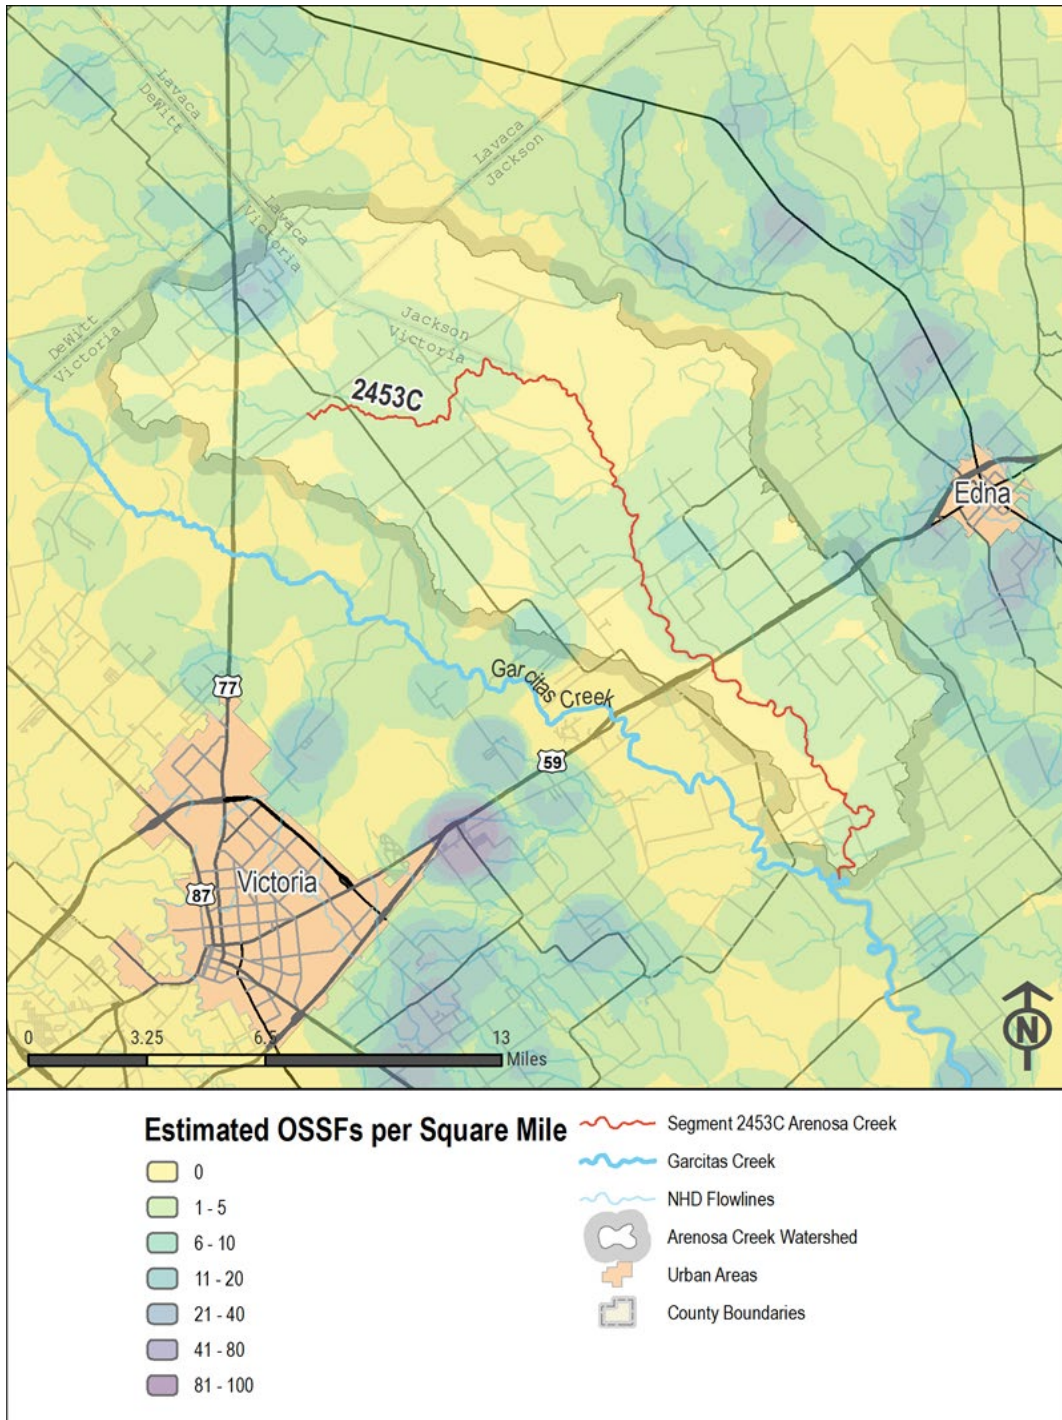 Lavaca
DeWitt
Lavaca
Jackson
Lavaca
Victoria
DeWitt
Victoria
Jackson
Victoria
2453C
Edna
Garcitas Creek
77
59
87
Victoria
0 3.25 6.5 13
Miles
N
Estimated OSSFs per Square Mile
0
1 - 5
6 - 10
11 - 20
21 - 40
41 - 80
81 - 100
Segment 2453C Arenosa Creek
Garcitas Creek
NHD Flowlines
Arenosa Creek Watershed
Urban Areas
County Boundaries